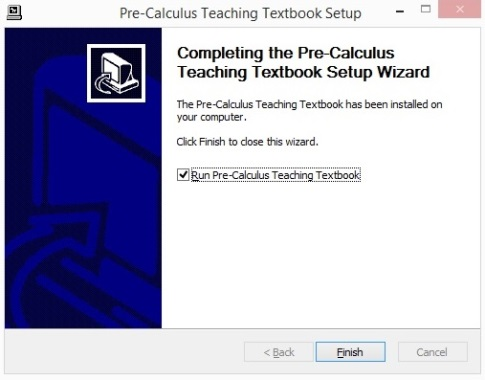 Pre-Calculus Teaching Textbook Setup
Completing the Pre-Calculus
Teaching Textbook Setup Wizard
The Pre-Calculus Teaching Textbook has been installed on
your computer.
Click Finish to close this wizard.
Run Pre-Calculus Teaching Textbook
< Back Finish Cancel